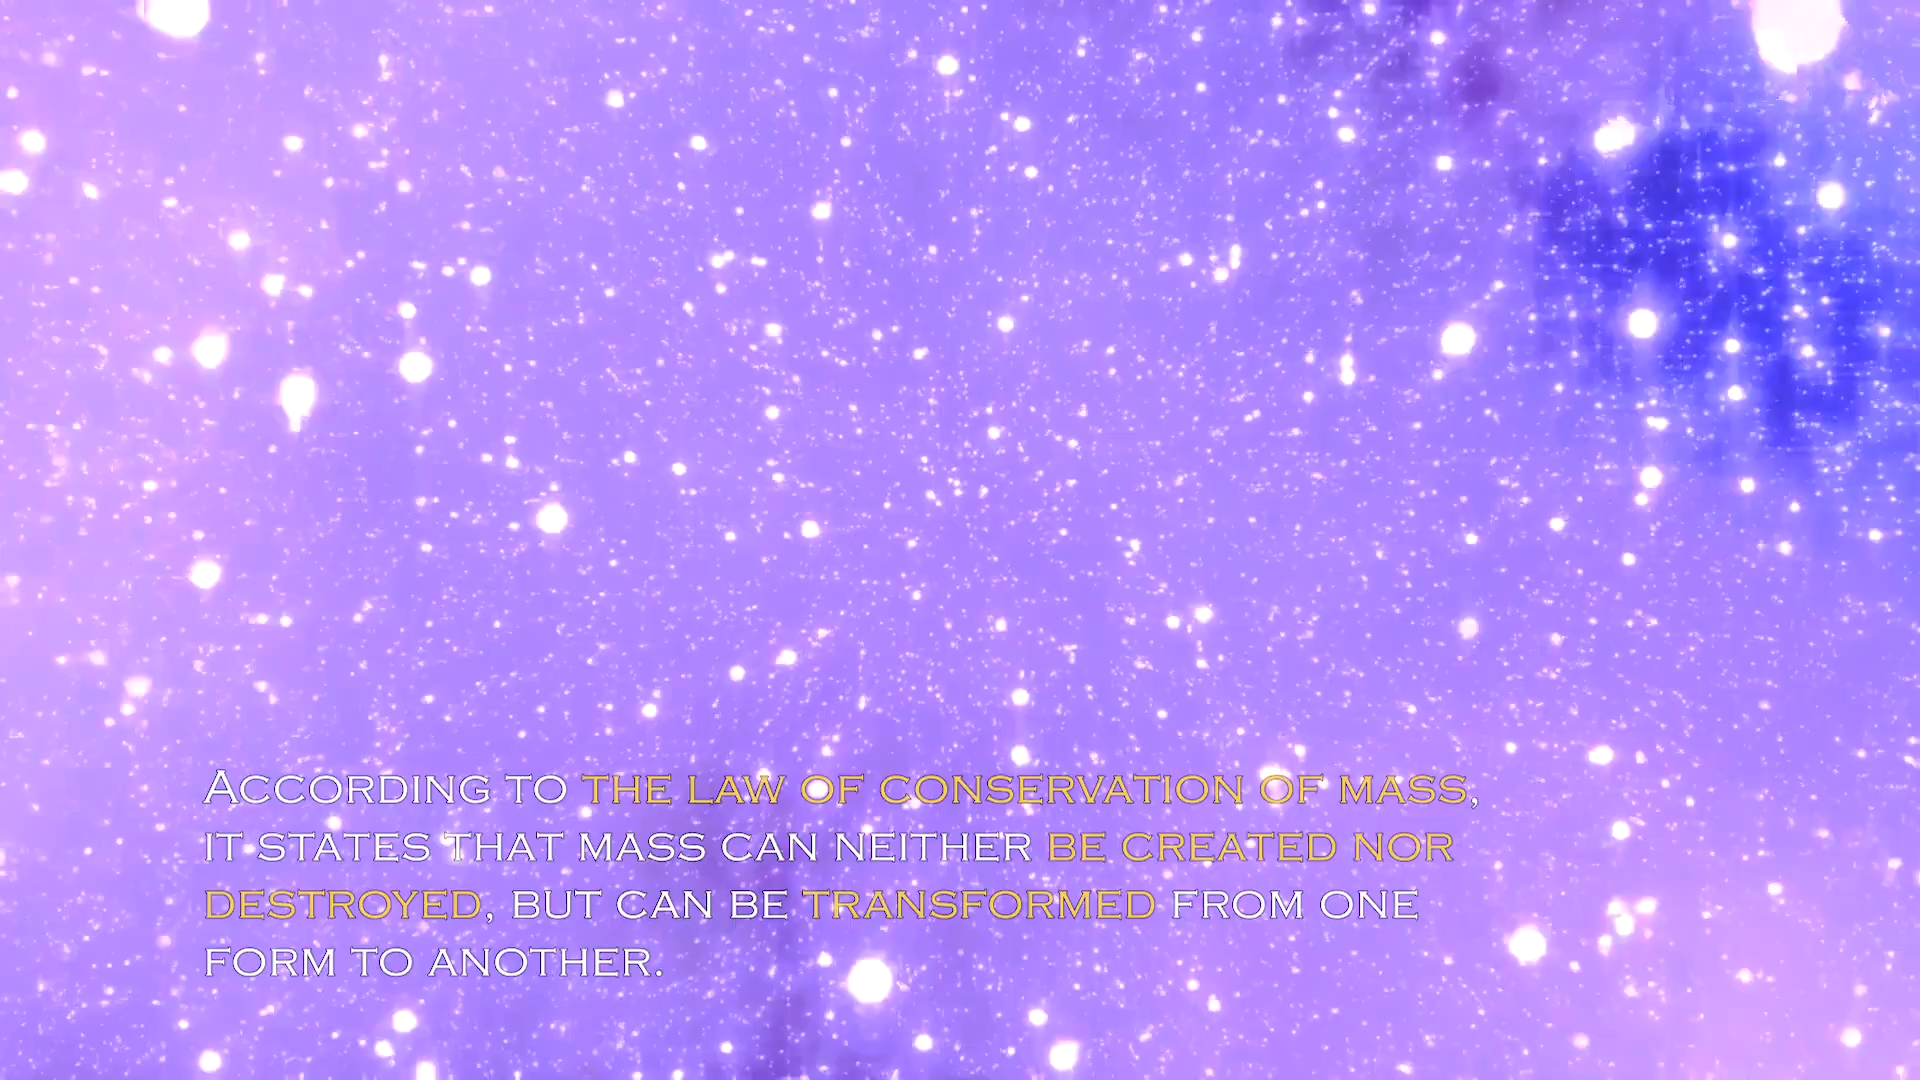 According to the law of conservation of mass,
it states that mass can neither be created nor
destroyed, but can be transformed from one
form to another.